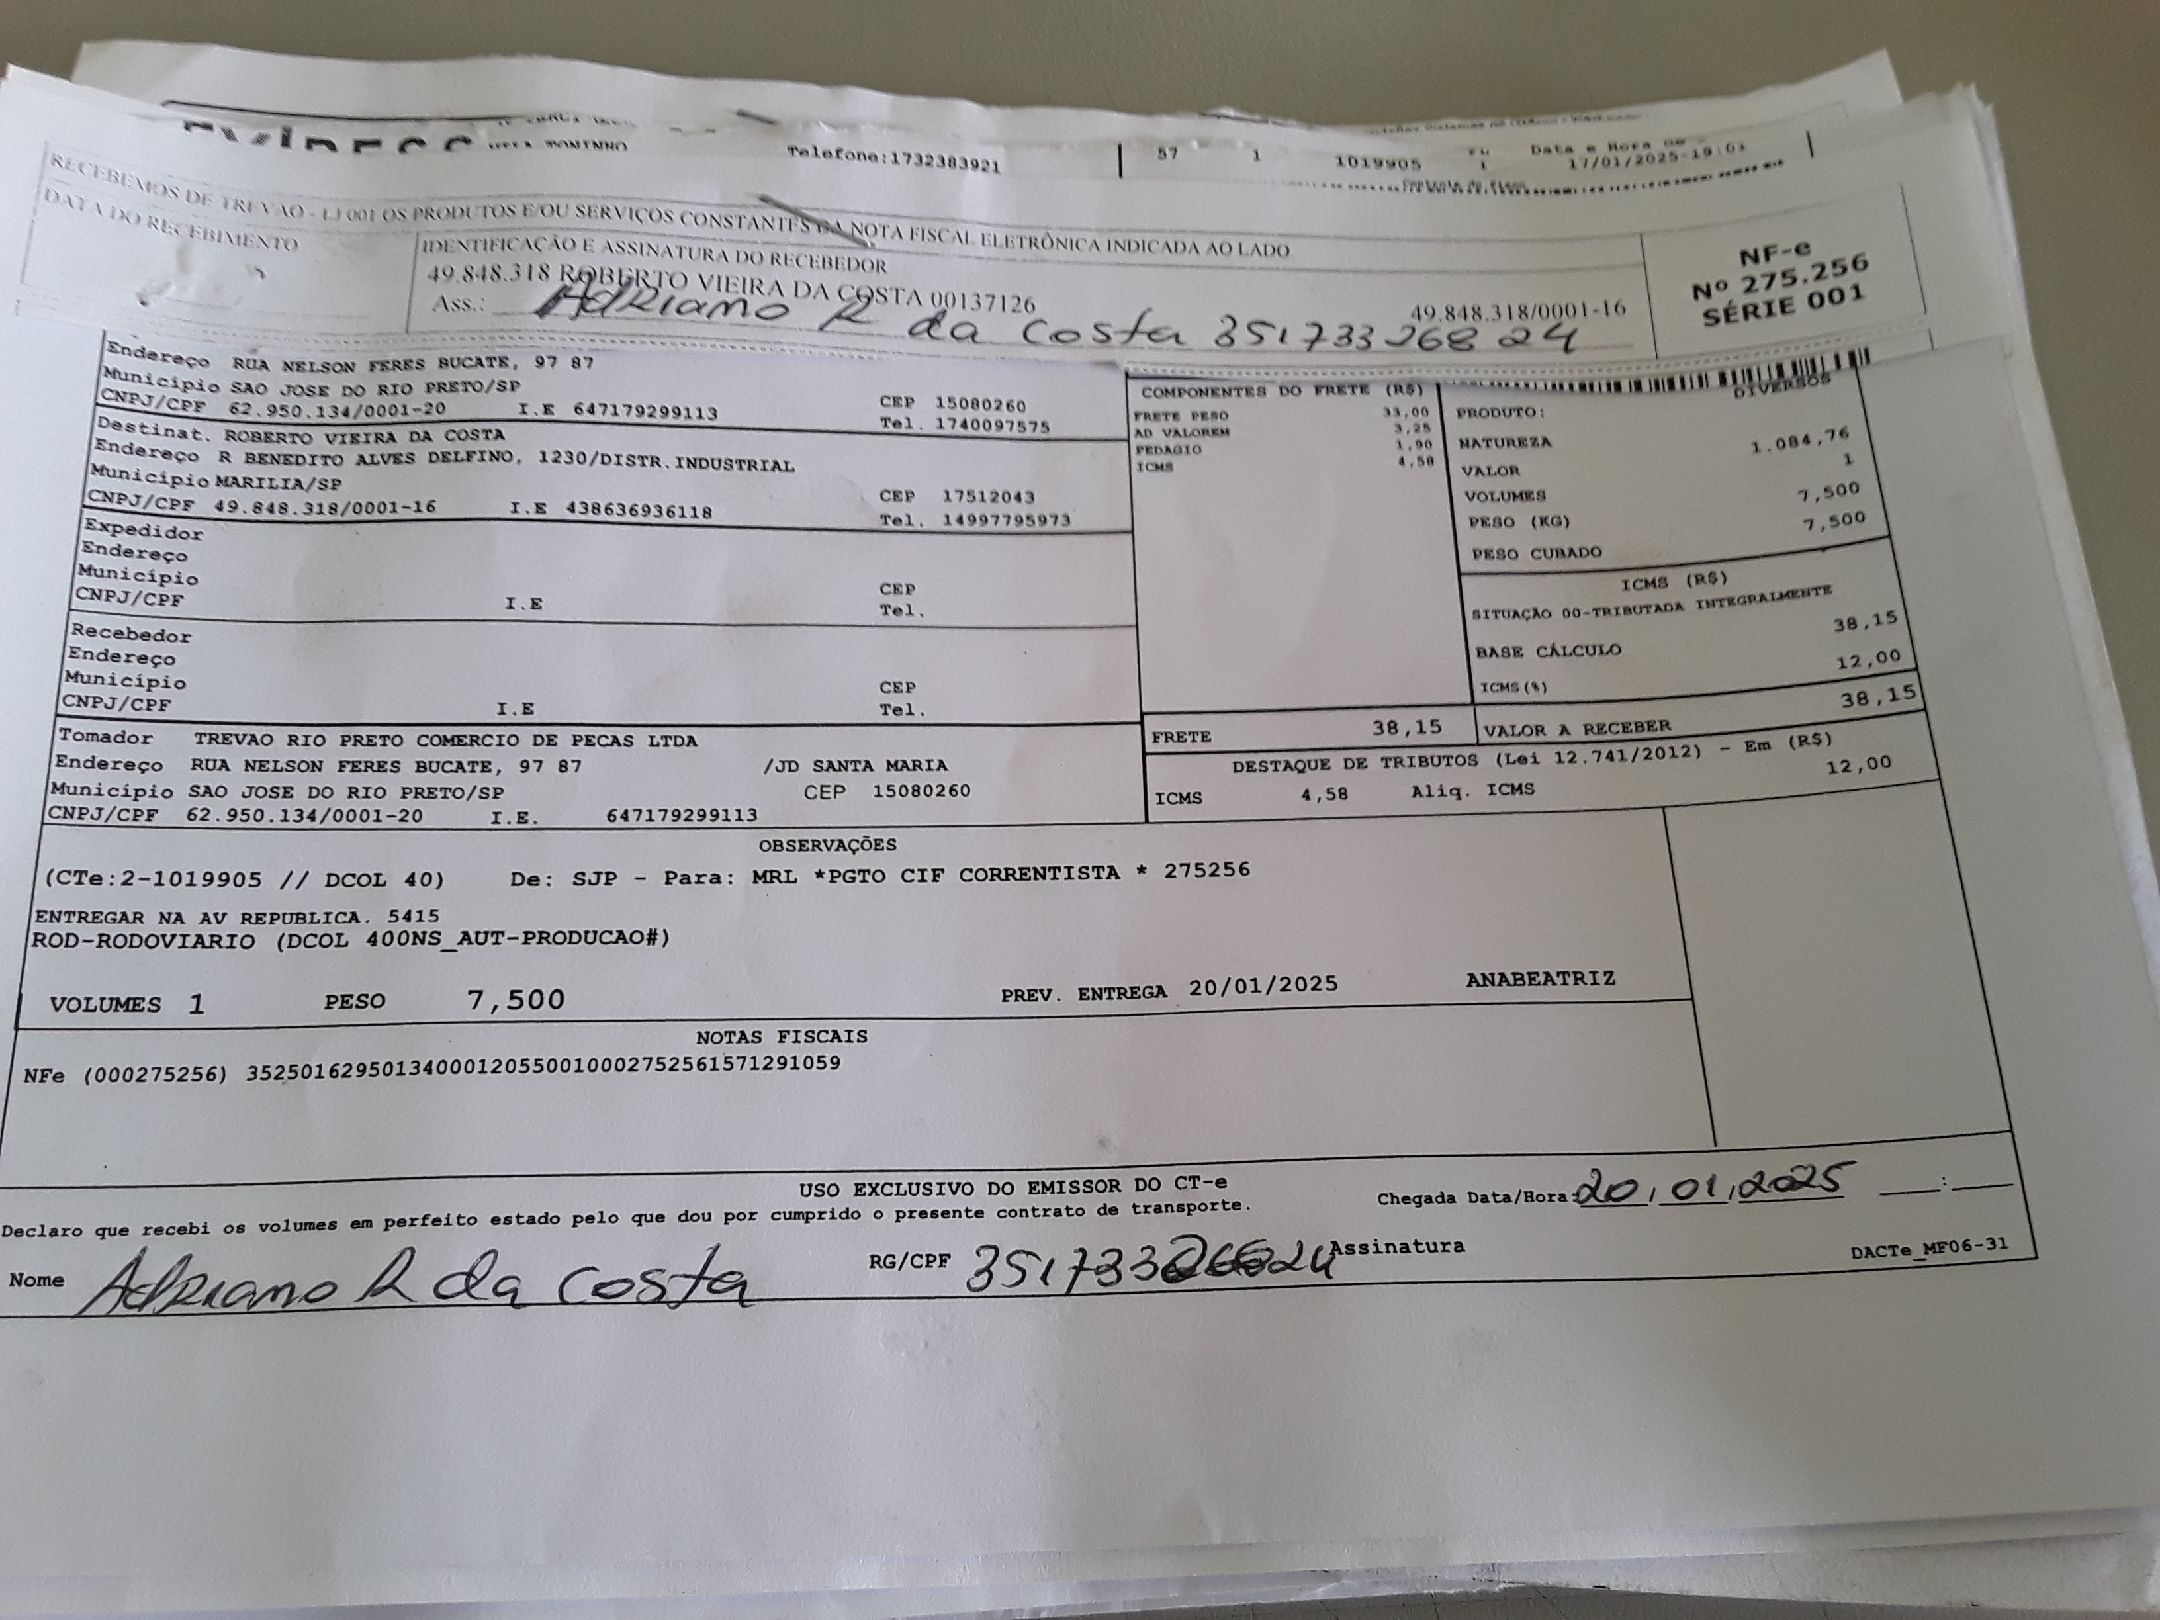 Telefone:1732383921
57 1 1019905 1 17/01/2025-19:03
Data e Hora de
RECEBEMOS DE TREVAO - LJ 001 OS PRODUTOS E/OU SERVIÇOS CONSTANTES DA NOTA FISCAL ELETRÔNICA INDICADA AO LADO
DATA DO RECEBIMENTO
IDENTIFICAÇÃO E ASSINATURA DO RECEBEDOR
49.848.318 ROBERTO VIEIRA DA COSTA 00137126
49.848.318/0001-16
Ass.: Adriano R da Costa 35173326824
NF-e
Nº 275.256
SÉRIE 001
Endereço RUA NELSON FERES BUCATE, 97 87
Município SAO JOSE DO RIO PRETO/SP CEP 15080260
CNPJ/CPF 62.950.134/0001-20 I.E 647179299113 Tel. 1740097575
Destinat. ROBERTO VIEIRA DA COSTA
Endereço R BENEDITO ALVES DELFINO, 1230/DISTR.INDUSTRIAL
Município MARILIA/SP CEP 17512043
CNPJ/CPF 49.848.318/0001-16 I.E 438636936118 Tel. 14997795973
Expedidor
Endereço
Município CEP
CNPJ/CPF I.E Tel.
Recebedor
Endereço
Município CEP
CNPJ/CPF I.E Tel.
Tomador TREVAO RIO PRETO COMERCIO DE PECAS LTDA
Endereço RUA NELSON FERES BUCATE, 97 87 /JD SANTA MARIA
Município SAO JOSE DO RIO PRETO/SP CEP 15080260
CNPJ/CPF 62.950.134/0001-20 I.E. 647179299113
COMPONENTES DO FRETE (R$)
FRETE PESO 33,00
AD VALOREM 3,25
PEDAGIO 1,90
ICMS 4,58
PRODUTO: DIVERSOS
NATUREZA
VALOR 1.084,76
VOLUMES 1
PESO (KG) 7,500
PESO CUBADO 7,500
ICMS (R$)
SITUAÇÃO 00-TRIBUTADA INTEGRALMENTE
BASE CÁLCULO 38,15
ICMS(%) 12,00
FRETE 38,15 VALOR A RECEBER 38,15
DESTAQUE DE TRIBUTOS (Lei 12.741/2012) - Em (R$)
ICMS 4,58 Aliq. ICMS 12,00
OBSERVAÇÕES
(CTe:2-1019905 // DCOL 40) De: SJP - Para: MRL *PGTO CIF CORRENTISTA * 275256
ENTREGAR NA AV REPUBLICA. 5415
ROD-RODOVIARIO (DCOL 400NS_AUT-PRODUCAO#)
VOLUMES 1 PESO 7,500 PREV. ENTREGA 20/01/2025 ANABEATRIZ
NOTAS FISCAIS
NFe (000275256) 35250162950134000120550010002752561571291059
USO EXCLUSIVO DO EMISSOR DO CT-e
Declaro que recebi os volumes em perfeito estado pelo que dou por cumprido o presente contrato de transporte.
Chegada Data/Hora: 20/01/2025 __:__
Nome Adriano R da Costa RG/CPF 35173326824 Assinatura
DACTe_MF06-31